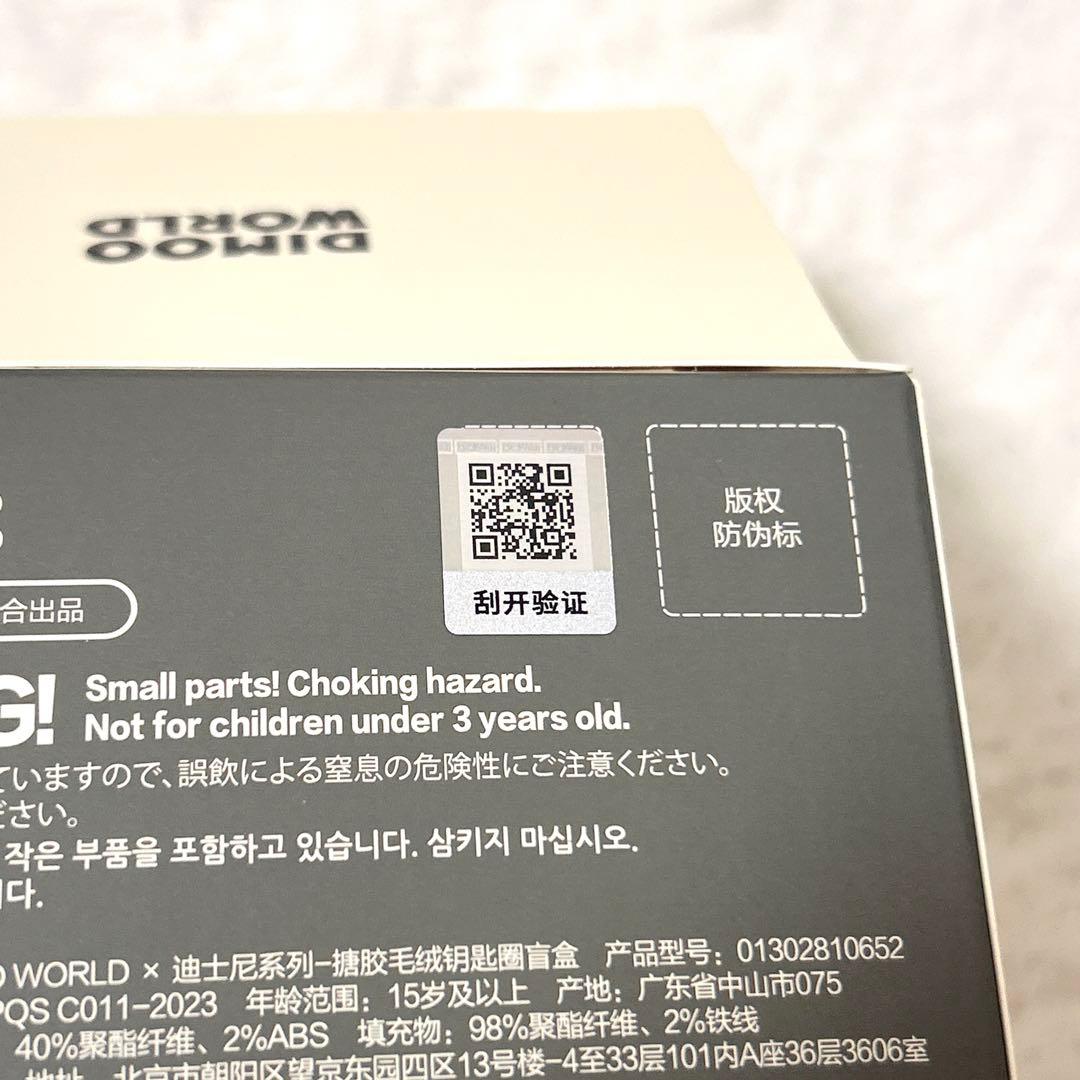 DIMOO
WORLD
刮开验证
版权
防伪标
合出品
G!
Small parts! Choking hazard.
Not for children under 3 years old.
ていますので、誤飲による窒息の危険性にご注意ください。
ださい。
작은 부품을 포함하고 있습니다. 삼키지 마십시오.
니다.
WORLD × 迪士尼系列-搪胶毛绒钥匙圈盲盒 产品型号：01302810652
PQS C011-2023 年龄范围：15岁及以上 产地：广东省中山市075
40%聚酯纤维、2%ABS 填充物：98%聚酯纤维、2%铁线
地址 北京市朝阳区望京东园四区13号楼-4至33层101内A座36层3606室